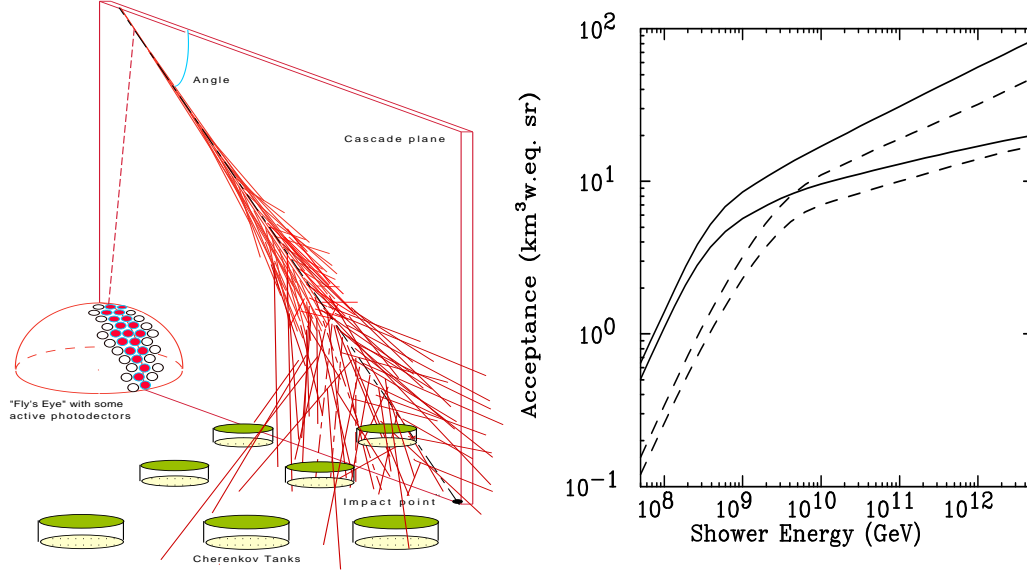 Angle
Cascade plane
"Fly's Eye" with some
active photodectors
Impact point
Cherenkov Tanks
10^2
10^1
10^0
10^-1
Acceptance (km^3w.eq. sr)
10^8 10^9 10^10 10^11 10^12
Shower Energy (GeV)